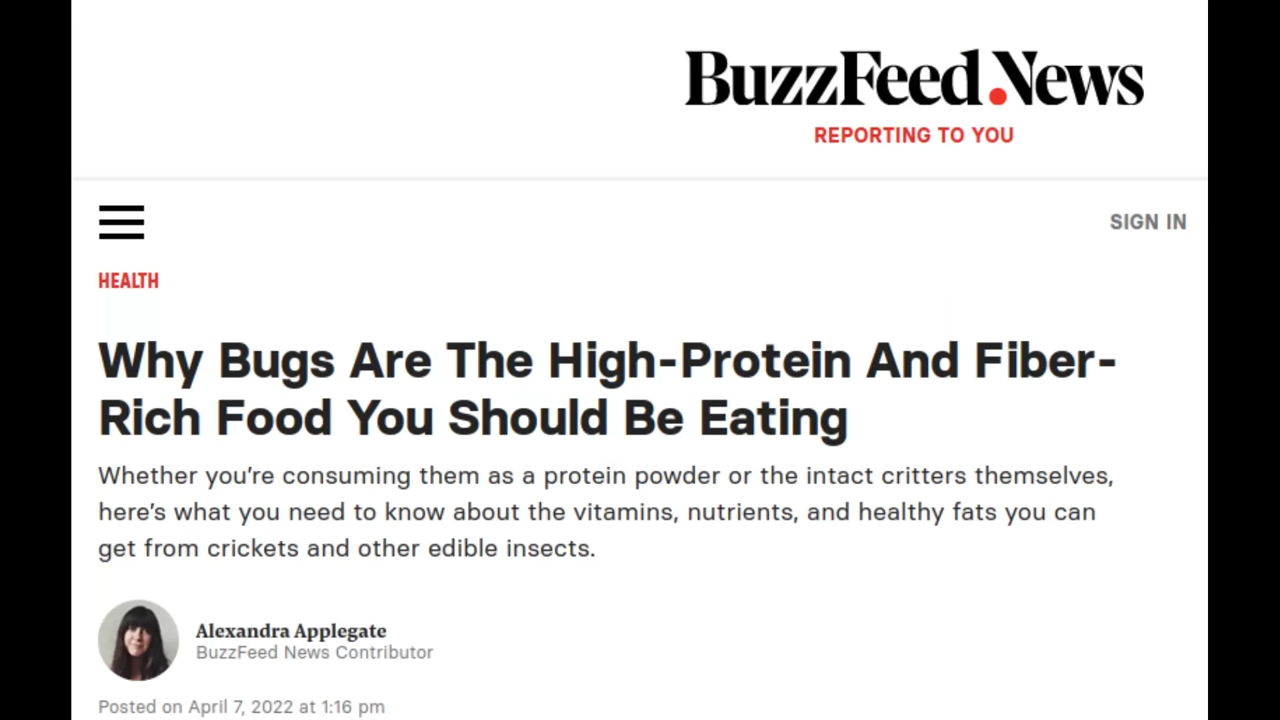 BuzzFeed News
REPORTING TO YOU
SIGN IN
HEALTH
Why Bugs Are The High-Protein And Fiber-
Rich Food You Should Be Eating
Whether you’re consuming them as a protein powder or the intact critters themselves,
here’s what you need to know about the vitamins, nutrients, and healthy fats you can
get from crickets and other edible insects.
Alexandra Applegate
BuzzFeed News Contributor
Posted on April 7, 2022 at 1:16 pm